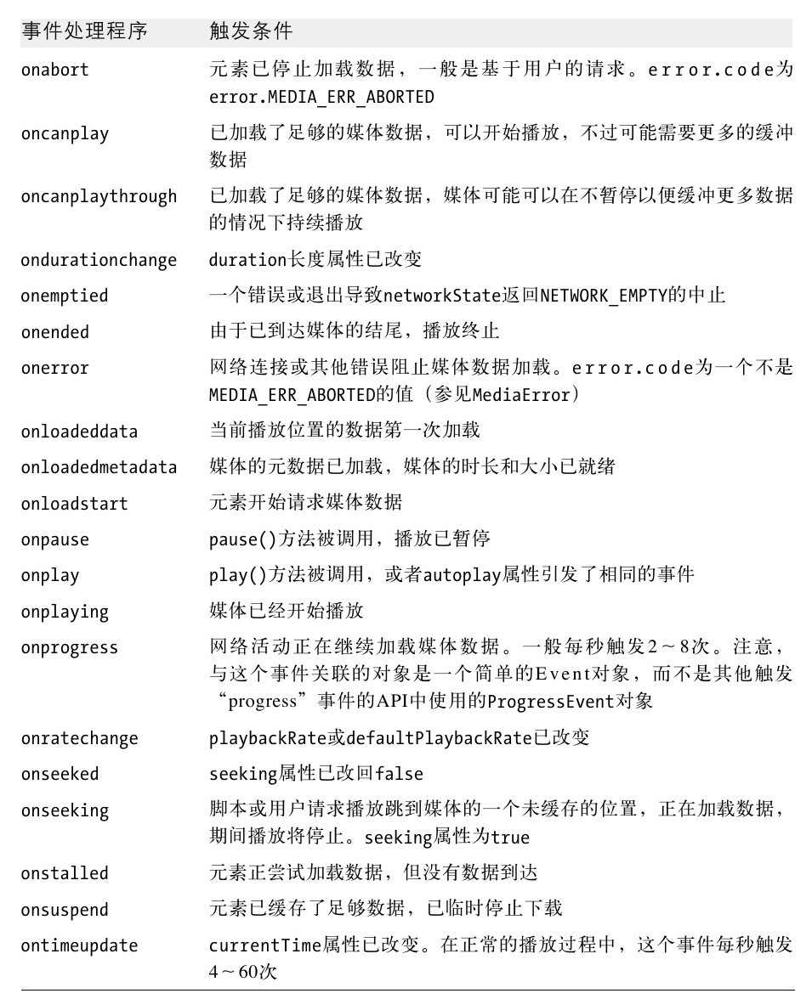 事件处理程序 触发条件
onabort 元素已停止加载数据，一般是基于用户的请求。error.code为
error.MEDIA_ERR_ABORTED
oncanplay 已加载了足够的媒体数据，可以开始播放，不过可能需要更多的缓冲
数据
oncanplaythrough 已加载了足够的媒体数据，媒体可能可以在不暂停以便缓冲更多数据
的情况下持续播放
ondurationchange duration长度属性已改变
onemptied 一个错误或退出导致networkState返回NETWORK_EMPTY的中止
onended 由于已到达媒体的结尾，播放终止
onerror 网络连接或其他错误阻止媒体数据加载。error.code为一个不是
MEDIA_ERR_ABORTED的值（参见MediaError）
onloadeddata 当前播放位置的数据第一次加载
onloadedmetadata 媒体的元数据已加载，媒体的时长和大小已就绪
onloadstart 元素开始请求媒体数据
onpause pause()方法被调用，播放已暂停
onplay play()方法被调用，或者autoplay属性引发了相同的事件
onplaying 媒体已经开始播放
onprogress 网络活动正在继续加载媒体数据。一般每秒触发2～8次。注意，
与这个事件关联的对象是一个简单的Event对象，而不是其他触发
“progress”事件的API中使用的ProgressEvent对象
onratechange playbackRate或defaultPlaybackRate已改变
onseeked seeking属性已改回false
onseeking 脚本或用户请求播放跳到媒体的一个未缓存的位置，正在加载数据，
期间播放将停止。seeking属性为true
onstalled 元素正尝试加载数据，但没有数据到达
onsuspend 元素已缓存了足够数据，已临时停止下载
ontimeupdate currentTime属性已改变。在正常的播放过程中，这个事件每秒触发
4～60次